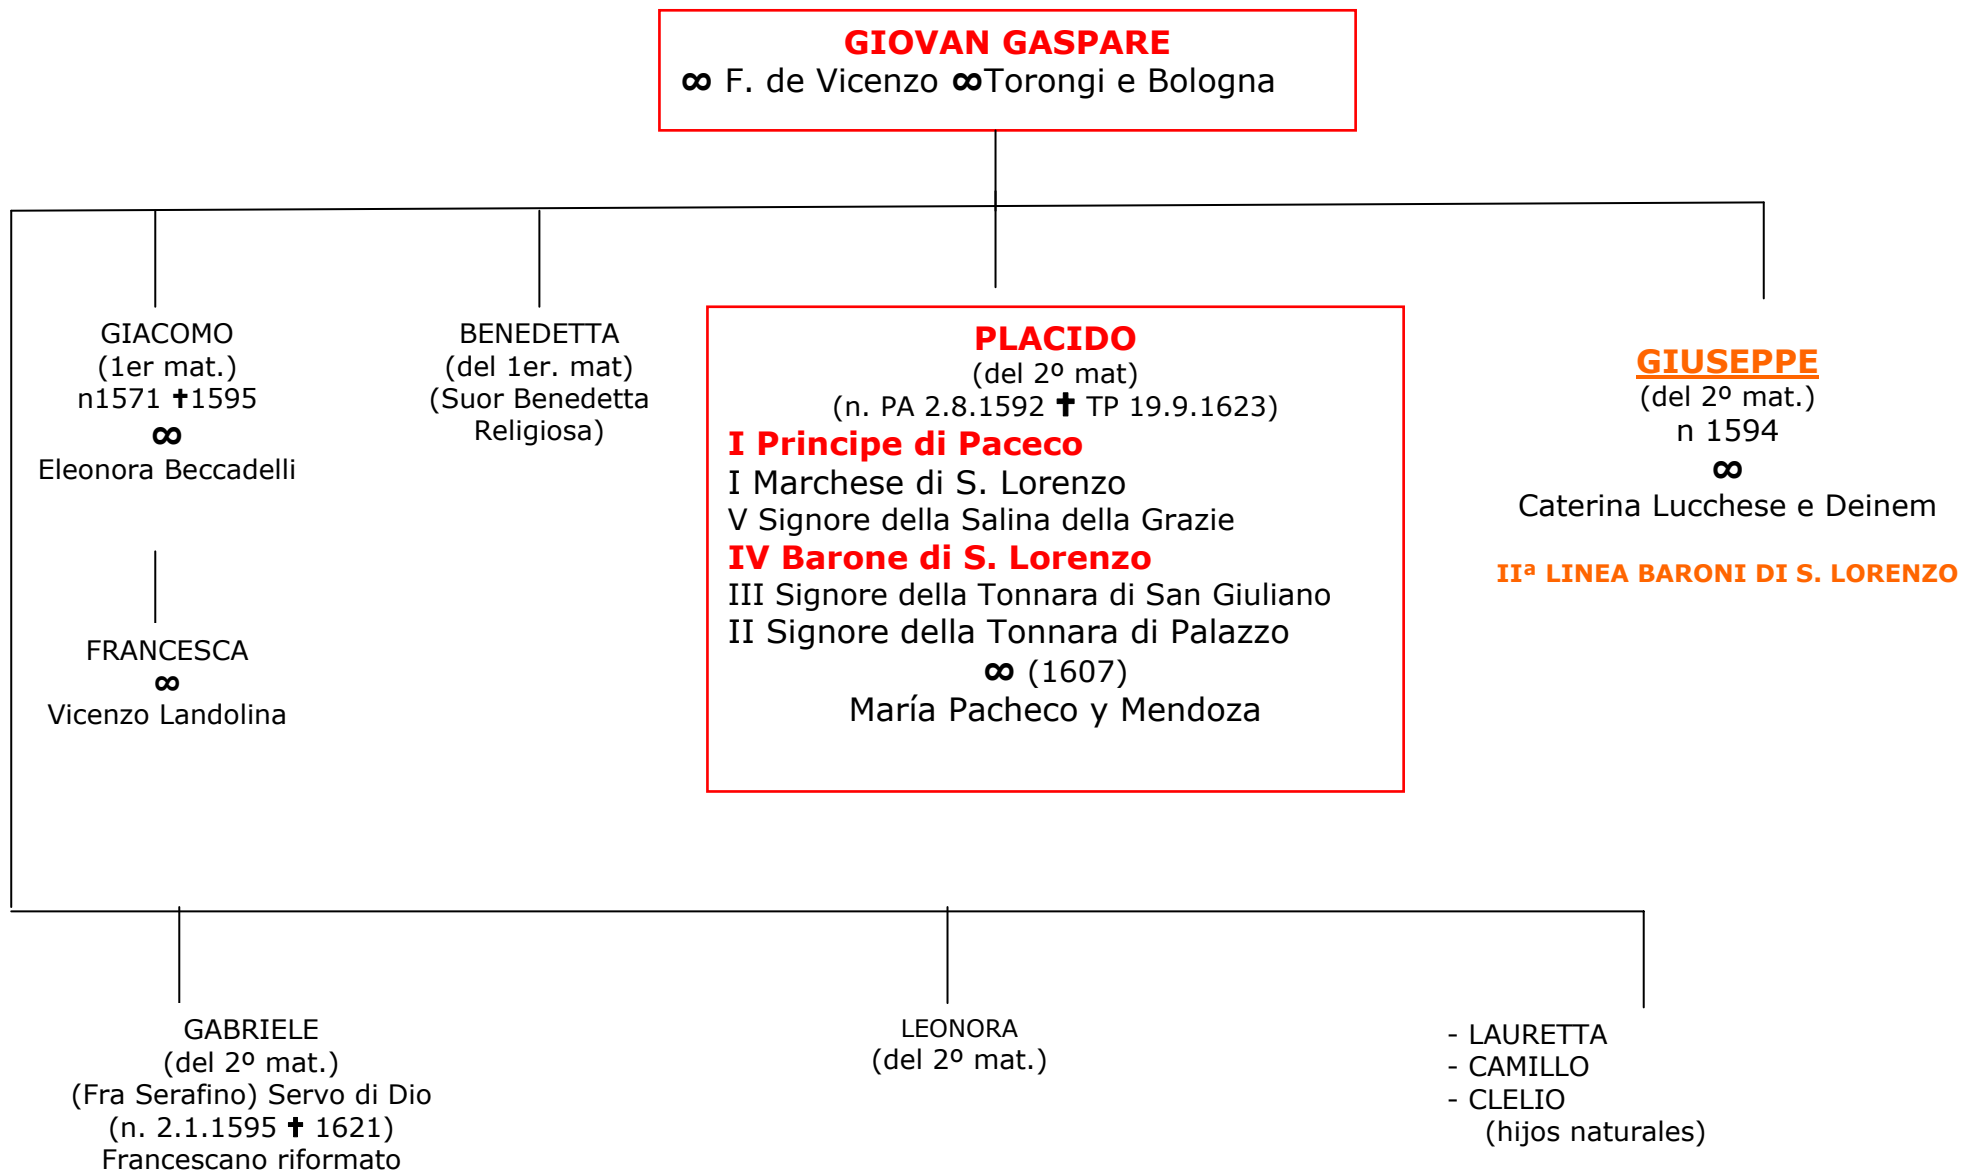 GIOVAN GASPARE
∞ F. de Vicenzo ∞Torongi e Bologna
GIACOMO
(1er mat.)
n1571 ✝1595
∞
Eleonora Beccadelli
FRANCESCA
∞
Vicenzo Landolina
BENEDETTA
(del 1er. mat)
(Suor Benedetta
Religiosa)
PLACIDO
(del 2º mat)
(n. PA 2.8.1592 ✝ TP 19.9.1623)
I Principe di Paceco
I Marchese di S. Lorenzo
V Signore della Salina della Grazie
IV Barone di S. Lorenzo
III Signore della Tonnara di San Giuliano
II Signore della Tonnara di Palazzo
∞ (1607)
María Pacheco y Mendoza
GIUSEPPE
(del 2º mat.)
n 1594
∞
Caterina Lucchese e Deinem
IIª LINEA BARONI DI S. LORENZO
GABRIELE
(del 2º mat.)
(Fra Serafino) Servo di Dio
(n. 2.1.1595 ✝ 1621)
Francescano riformato
LEONORA
(del 2º mat.)
- LAURETTA
- CAMILLO
- CLELIO
(hijos naturales)